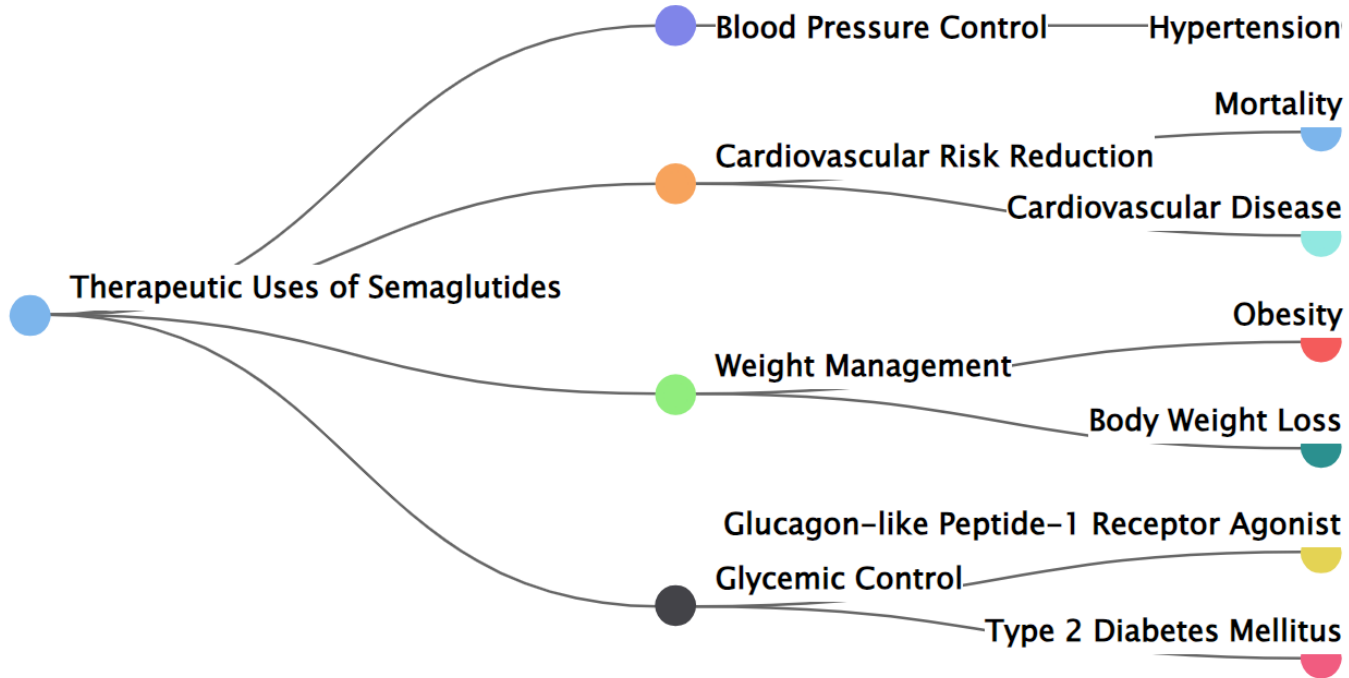 Blood Pressure Control
Hypertension
Mortality
Cardiovascular Risk Reduction
Cardiovascular Disease
Therapeutic Uses of Semaglutides
Obesity
Weight Management
Body Weight Loss
Glucagon-like Peptide-1 Receptor Agonist
Glycemic Control
Type 2 Diabetes Mellitus